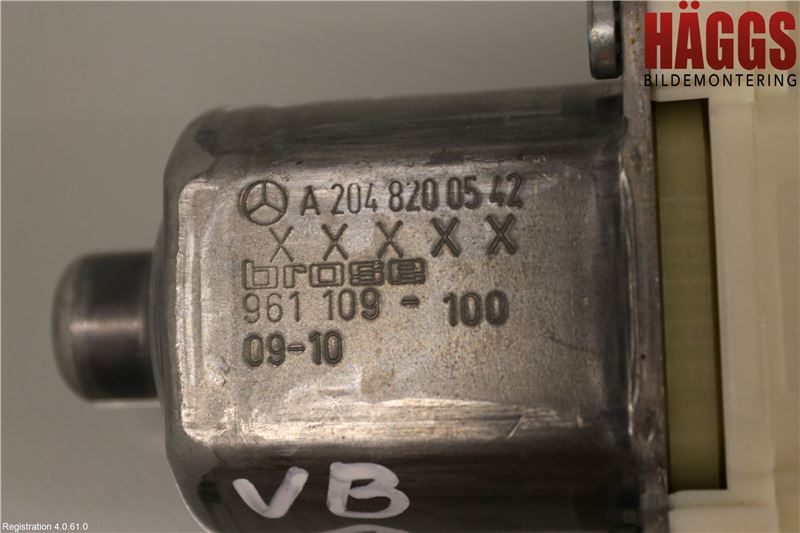 HÄGGS
BILDEMONTERING
A 204 820 05 42
X X X X X
brose
961 109 - 100
09-10
VB
Registration 4.0.61.0